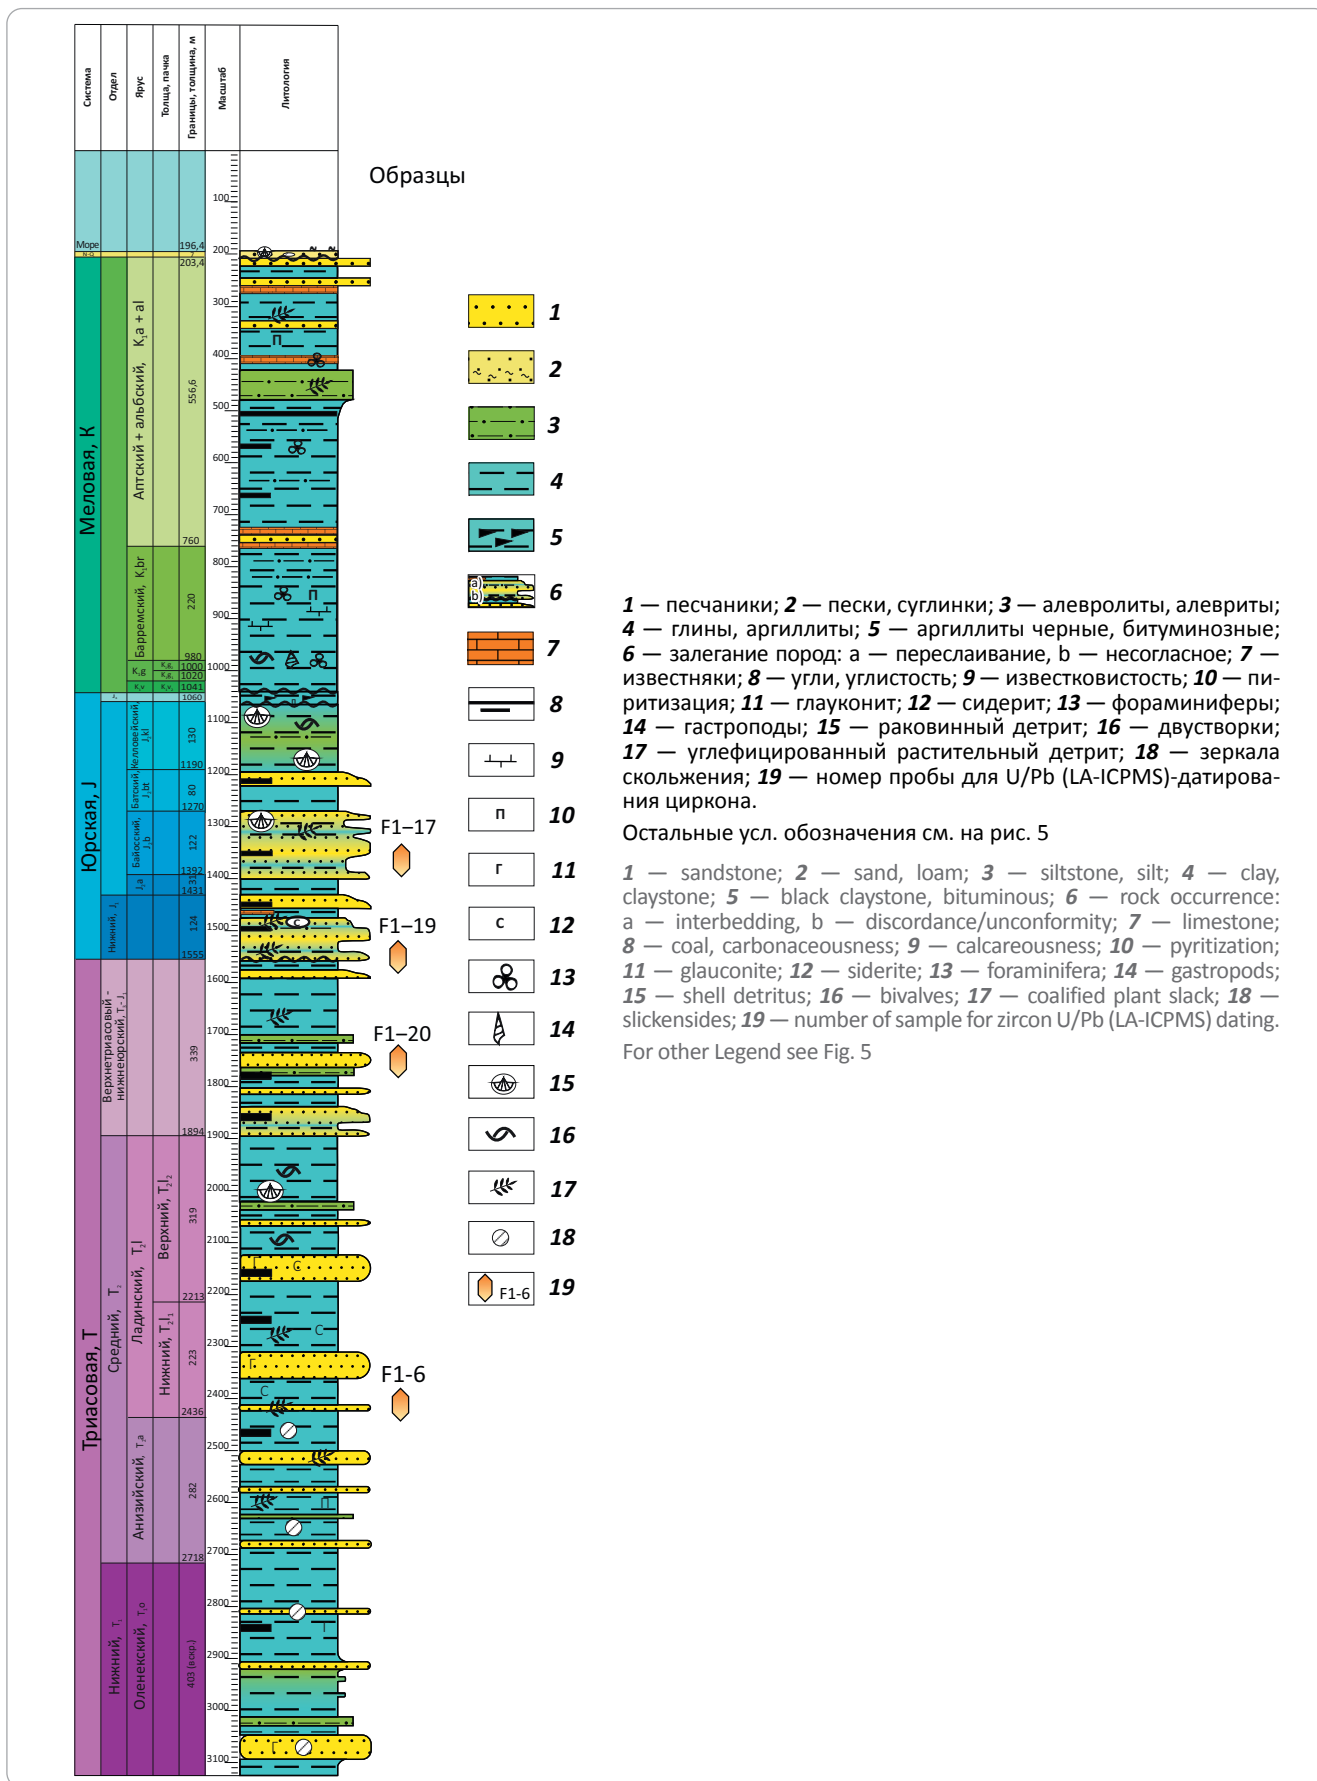 Система
Отдел
Ярус
Толща, пачка
Границы, толщина, м
Масштаб
Литология
Образцы
Море
196,4
N-Q
7
203,4
Меловая, К
Аптский + альбский, K₁a + al
556,6
760
Барремский, K₁br
220
980
K₁g
K₁g₂
1000
K₁g₁
1020
K₁v
K₁v₁
1041
Юрская, J
J₃
1060
Келловейский, J₂kl
130
1190
Батский, J₂bt
80
1270
Байосский, J₂b
122
1392
J₂a
31
1431
Нижний, J₁
124
1555
Триасовая, Т
Верхнетриасовый -
нижнеюрский, T₃- J₁
339
1894
Средний, T₂
Ладинский, T₂l
Верхний, T₂l₂
319
2213
Нижний, T₂l₁
223
2436
Анизийский, T₂a
282
2718
Нижний, T₁
Оленекский, T₁o
403 (вскр.)
100
200
300
400
500
600
700
800
900
1000
1100
1200
1300
1400
1500
1600
1700
1800
1900
2000
2100
2200
2300
2400
2500
2600
2700
2800
2900
3000
3100
П
П
П
С
Г
С
С
Г
С
П
Г
F1–17
F1–19
F1–20
F1-6
1
2
3
4
5
a)
b)
6
7
8
9
П
10
Г
11
С
12
13
14
15
16
17
18
F1-6
19
1 — песчаники; 2 — пески, суглинки; 3 — алевролиты, алевриты;
4 — глины, аргиллиты; 5 — аргиллиты черные, битуминозные;
6 — залегание пород: a — переслаивание, b — несогласное; 7 —
известняки; 8 — угли, углистость; 9 — известковистость; 10 — пи-
ритизация; 11 — глауконит; 12 — сидерит; 13 — фораминиферы;
14 — гастроподы; 15 — раковинный детрит; 16 — двустворки;
17 — углефицированный растительный детрит; 18 — зеркала
скольжения; 19 — номер пробы для U/Pb (LA-ICPMS)-датирова-
ния циркона.
Остальные усл. обозначения см. на рис. 5
1 — sandstone; 2 — sand, loam; 3 — siltstone, silt; 4 — clay,
claystone; 5 — black claystone, bituminous; 6 — rock occurrence:
a — interbedding, b — discordance/unconformity; 7 — limestone;
8 — coal, carbonaceousness; 9 — calcareousness; 10 — pyritization;
11 — glauconite; 12 — siderite; 13 — foraminifera; 14 — gastropods;
15 — shell detritus; 16 — bivalves; 17 — coalified plant slack; 18 —
slickensides; 19 — number of sample for zircon U/Pb (LA-ICPMS) dating.
For other Legend see Fig. 5